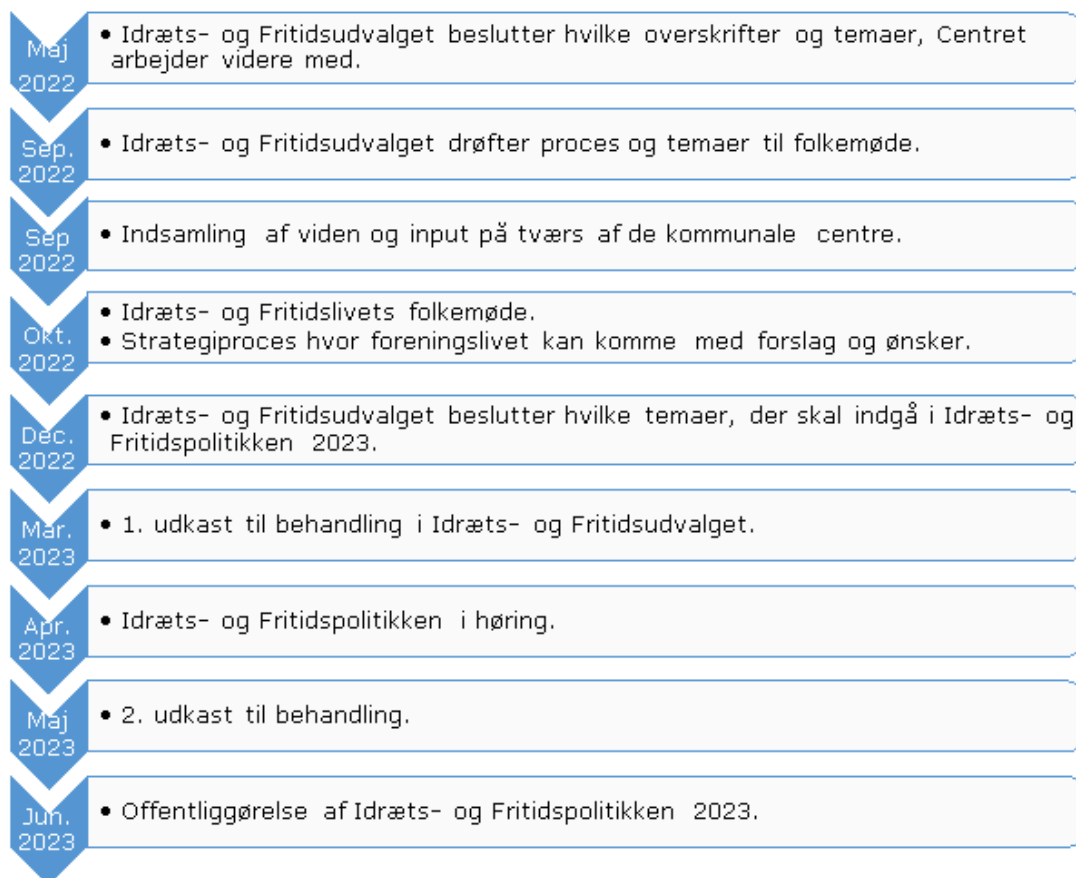 Maj
2022
• Idræts- og Fritidsudvalget beslutter hvilke overskrifter og temaer, Centret
arbejder videre med.
Sep.
2022
• Idræts- og Fritidsudvalget drøfter proces og temaer til folkemøde.
Sep
2022
• Indsamling af viden og input på tværs af de kommunale centre.
Okt.
2022
• Idræts- og Fritidslivets folkemøde.
• Strategiproces hvor foreningslivet kan komme med forslag og ønsker.
Dec.
2022
• Idræts- og Fritidsudvalget beslutter hvilke temaer, der skal indgå i Idræts- og
Fritidspolitikken 2023.
Mar.
2023
• 1. udkast til behandling i Idræts- og Fritidsudvalget.
Apr.
2023
• Idræts- og Fritidspolitikken i høring.
Maj
2023
• 2. udkast til behandling.
Jun.
2023
• Offentliggørelse af Idræts- og Fritidspolitikken 2023.